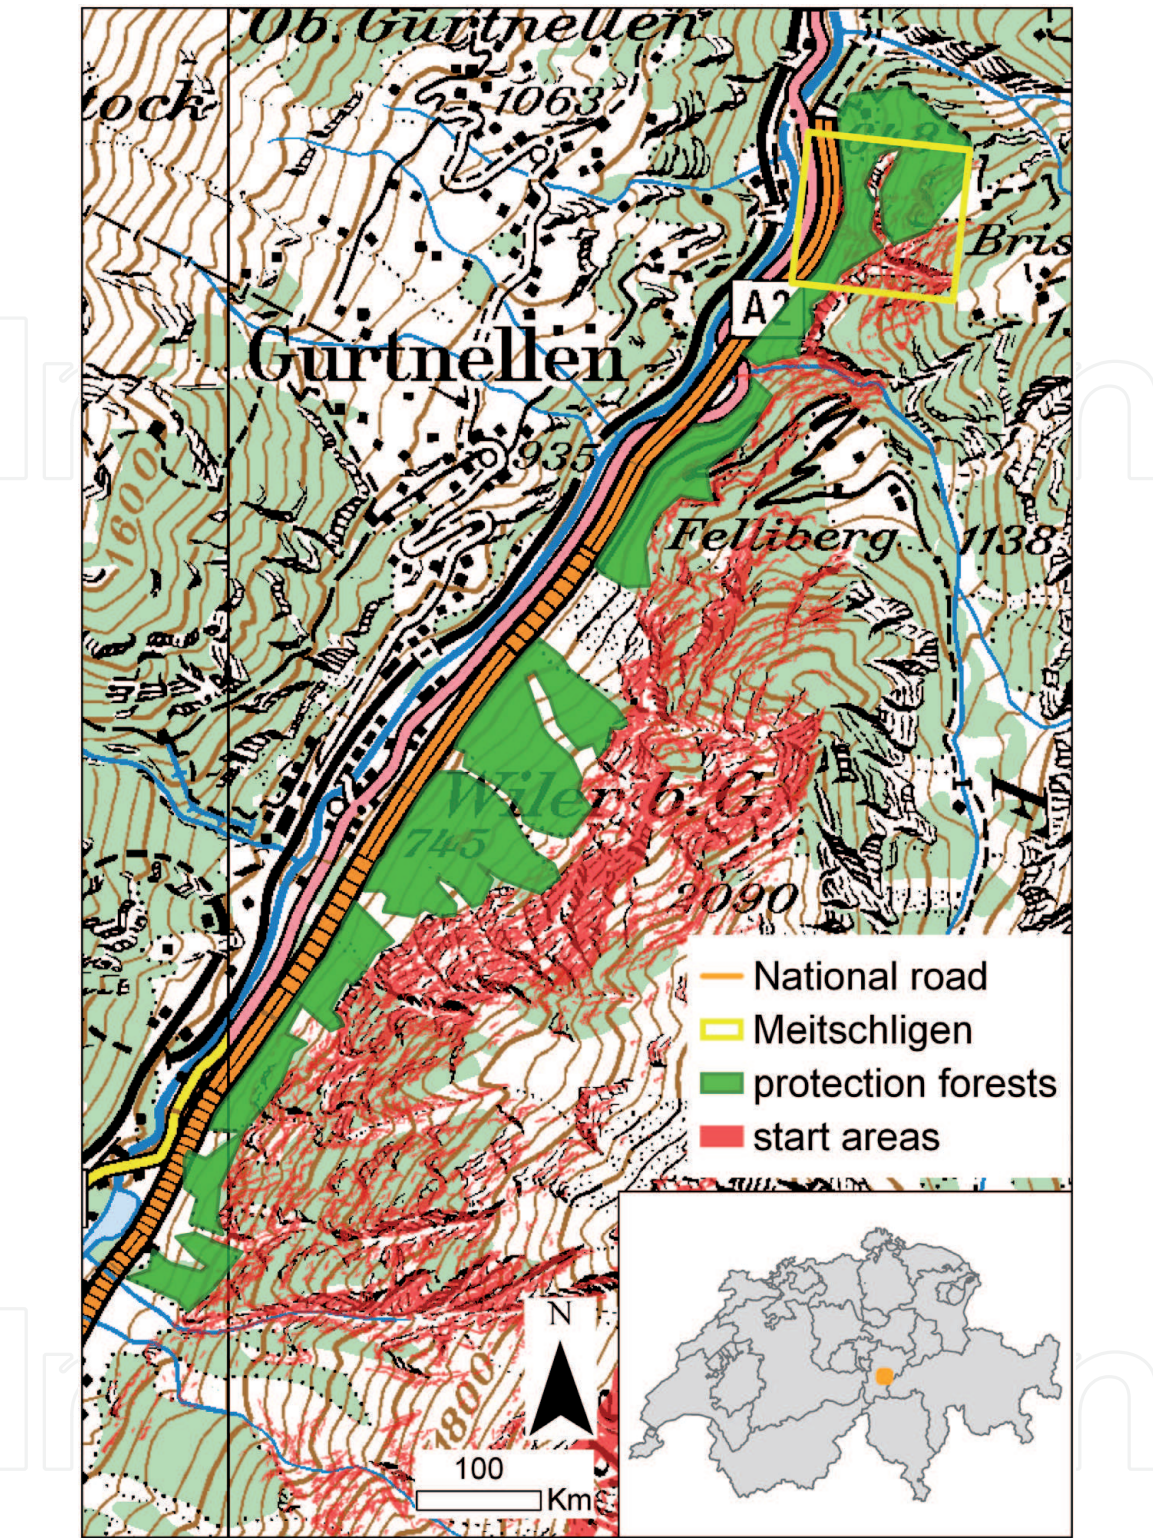 Ob. Gurtnellen
tock
1063
Bris
A2
Gurtnellen
935
1600
Felliberg
1138
Wiler b. G.
745
2090
National road
Meitschligen
protection forests
start areas
N
1800
100
Km